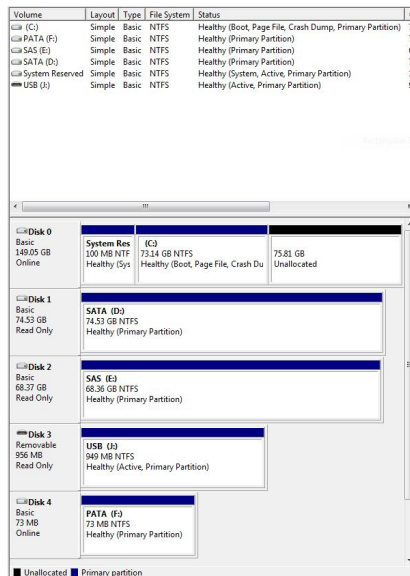 Volume Layout Type File System Status
(C:) Simple Basic NTFS Healthy (Boot, Page File, Crash Dump, Primary Partition)
PATA (F:) Simple Basic NTFS Healthy (Primary Partition)
SAS (E:) Simple Basic NTFS Healthy (Primary Partition)
SATA (D:) Simple Basic NTFS Healthy (Primary Partition)
System Reserved Simple Basic NTFS Healthy (System, Active, Primary Partition)
USB (J:) Simple Basic NTFS Healthy (Active, Primary Partition)
Disk 0
Basic
149.05 GB
Online
System Res
100 MB NTF
Healthy (Sys
(C:)
73.14 GB NTFS
Healthy (Boot, Page File, Crash Du
75.81 GB
Unallocated
Disk 1
Basic
74.53 GB
Read Only
SATA (D:)
74.53 GB NTFS
Healthy (Primary Partition)
Disk 2
Basic
68.37 GB
Read Only
SAS (E:)
68.36 GB NTFS
Healthy (Primary Partition)
Disk 3
Removable
956 MB
Read Only
USB (J:)
949 MB NTFS
Healthy (Active, Primary Partition)
Disk 4
Basic
73 MB
Online
PATA (F:)
73 MB NTFS
Healthy (Primary Partition)
Unallocated Primary partition